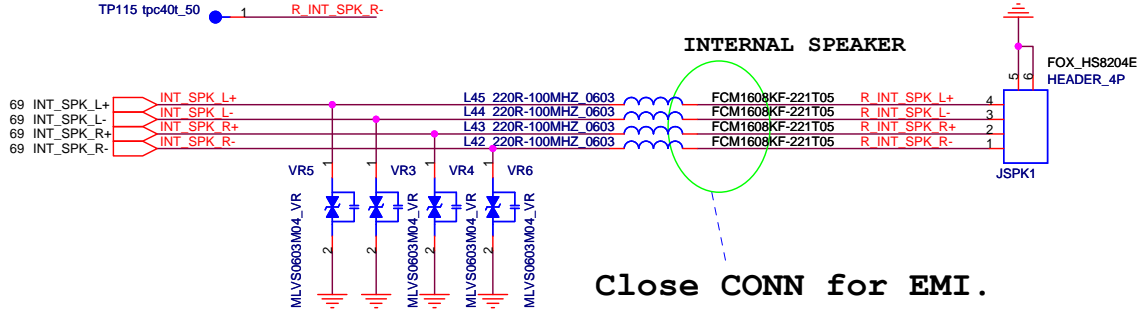 TP115 tpc40t_50 1 R_INT_SPK_R-
INTERNAL SPEAKER
5 6 FOX_HS8204E
HEADER_4P
69 INT_SPK_L+ INT_SPK_L+ L45 220R-100MHZ_0603 FCM1608KF-221T05 R_INT_SPK_L+ 4
69 INT_SPK_L- INT_SPK_L- L44 220R-100MHZ_0603 FCM1608KF-221T05 R_INT_SPK_L- 3
69 INT_SPK_R+ INT_SPK_R+ L43 220R-100MHZ_0603 FCM1608KF-221T05 R_INT_SPK_R+ 2
69 INT_SPK_R- INT_SPK_R- L42 220R-100MHZ_0603 FCM1608KF-221T05 R_INT_SPK_R- 1
JSPK1
VR5 1 1 VR3 1 VR4 1 VR6
MLVS0603M04_VR 2 2 MLVS0603M04_VR 2 MLVS0603M04_VR 2 MLVS0603M04_VR
Close CONN for EMI.